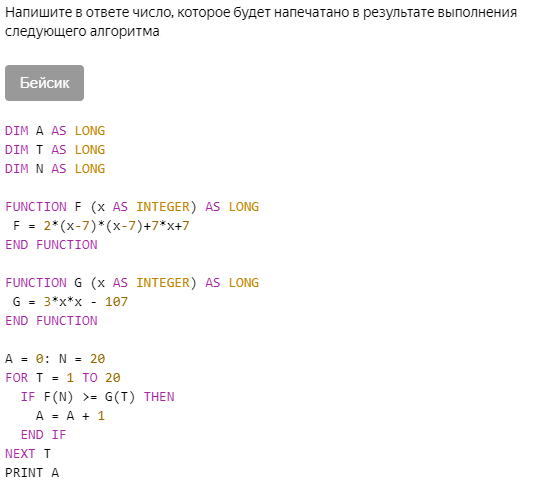 Напишите в ответе число, которое будет напечатано в результате выполнения
следующего алгоритма
Бейсик
DIM A AS LONG
DIM T AS LONG
DIM N AS LONG
FUNCTION F (x AS INTEGER) AS LONG
F = 2*(x-7)*(x-7)+7*x+7
END FUNCTION
FUNCTION G (x AS INTEGER) AS LONG
G = 3*x*x - 107
END FUNCTION
A = 0: N = 20
FOR T = 1 TO 20
IF F(N) >= G(T) THEN
A = A + 1
END IF
NEXT T
PRINT A